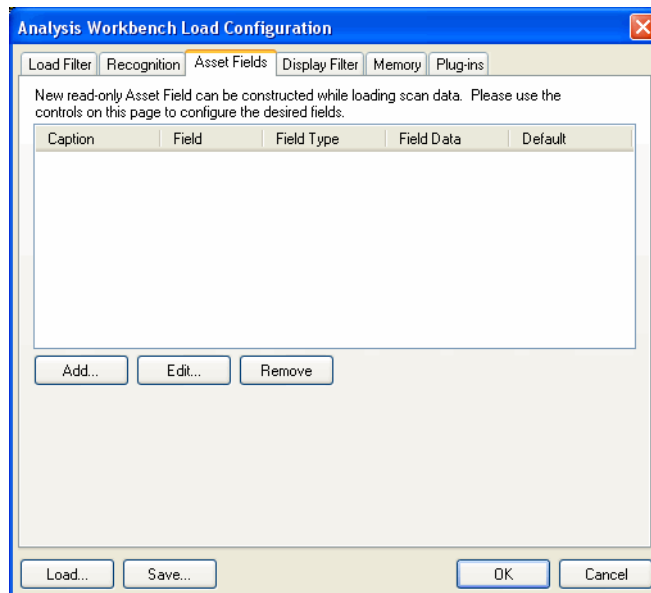 Analysis Workbench Load Configuration
Load Filter Recognition Asset Fields Display Filter Memory Plug-ins
New read-only Asset Field can be constructed while loading scan data. Please use the
controls on this page to configure the desired fields.
Caption Field Field Type Field Data Default
Add... Edit... Remove
Load... Save... OK Cancel